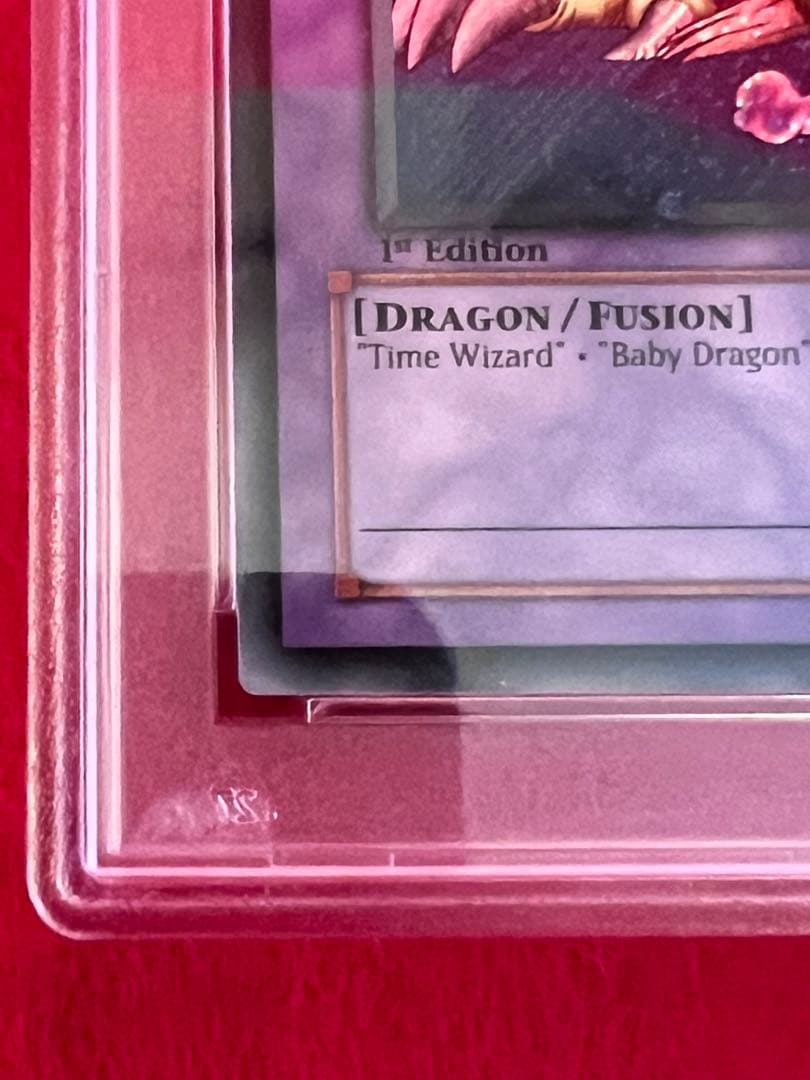 1st Edition
[DRAGON / FUSION]
"Time Wizard" • "Baby Dragon"